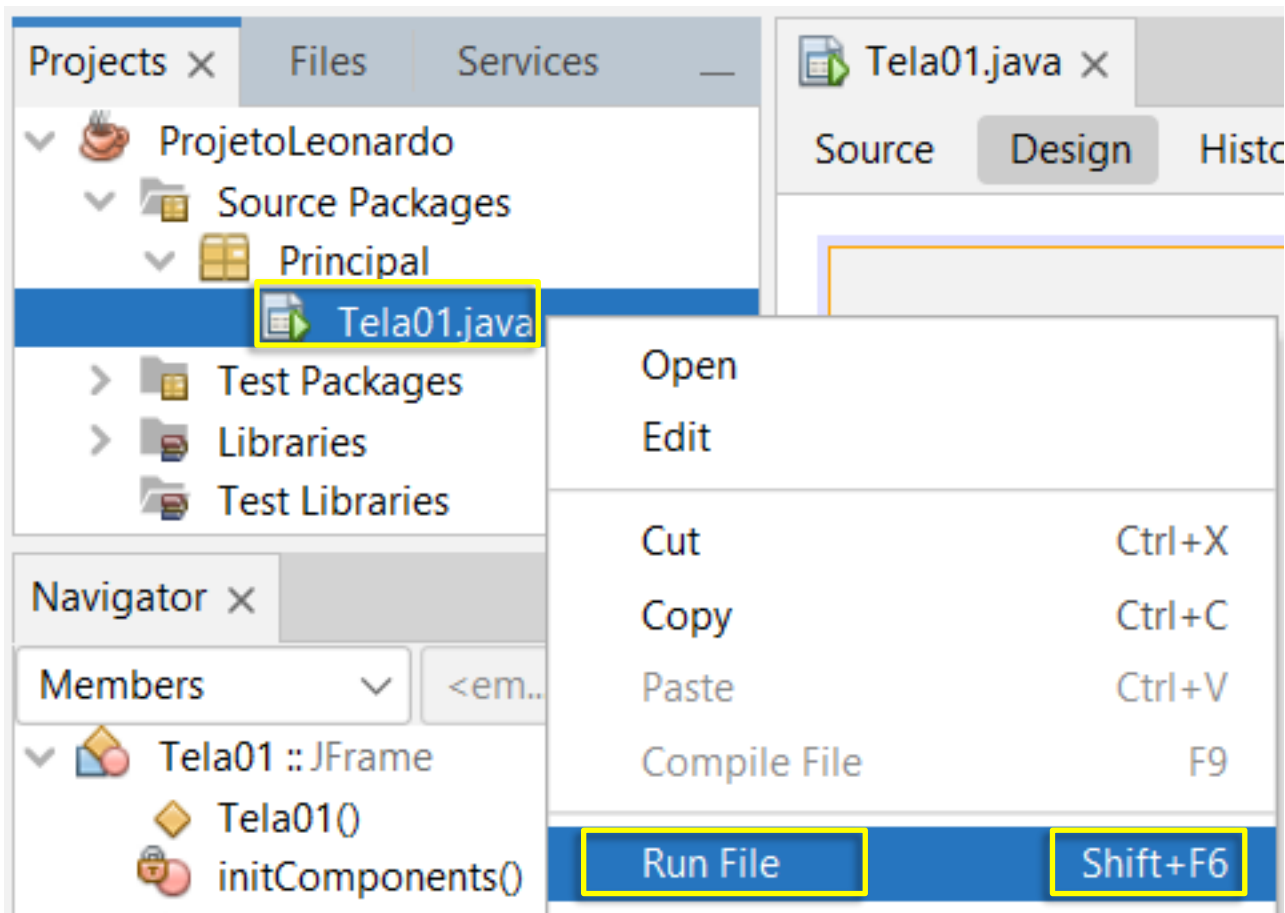 Projects Files Services
ProjetoLeonardo
Source Packages
Principal
Tela01.java
Test Packages
Libraries
Test Libraries
Navigator
Members <em...
Tela01 :: JFrame
Tela01()
initComponents()
Tela01.java
Source Design Histo
Open
Edit
Cut Ctrl+X
Copy Ctrl+C
Paste Ctrl+V
Compile File F9
Run File Shift+F6